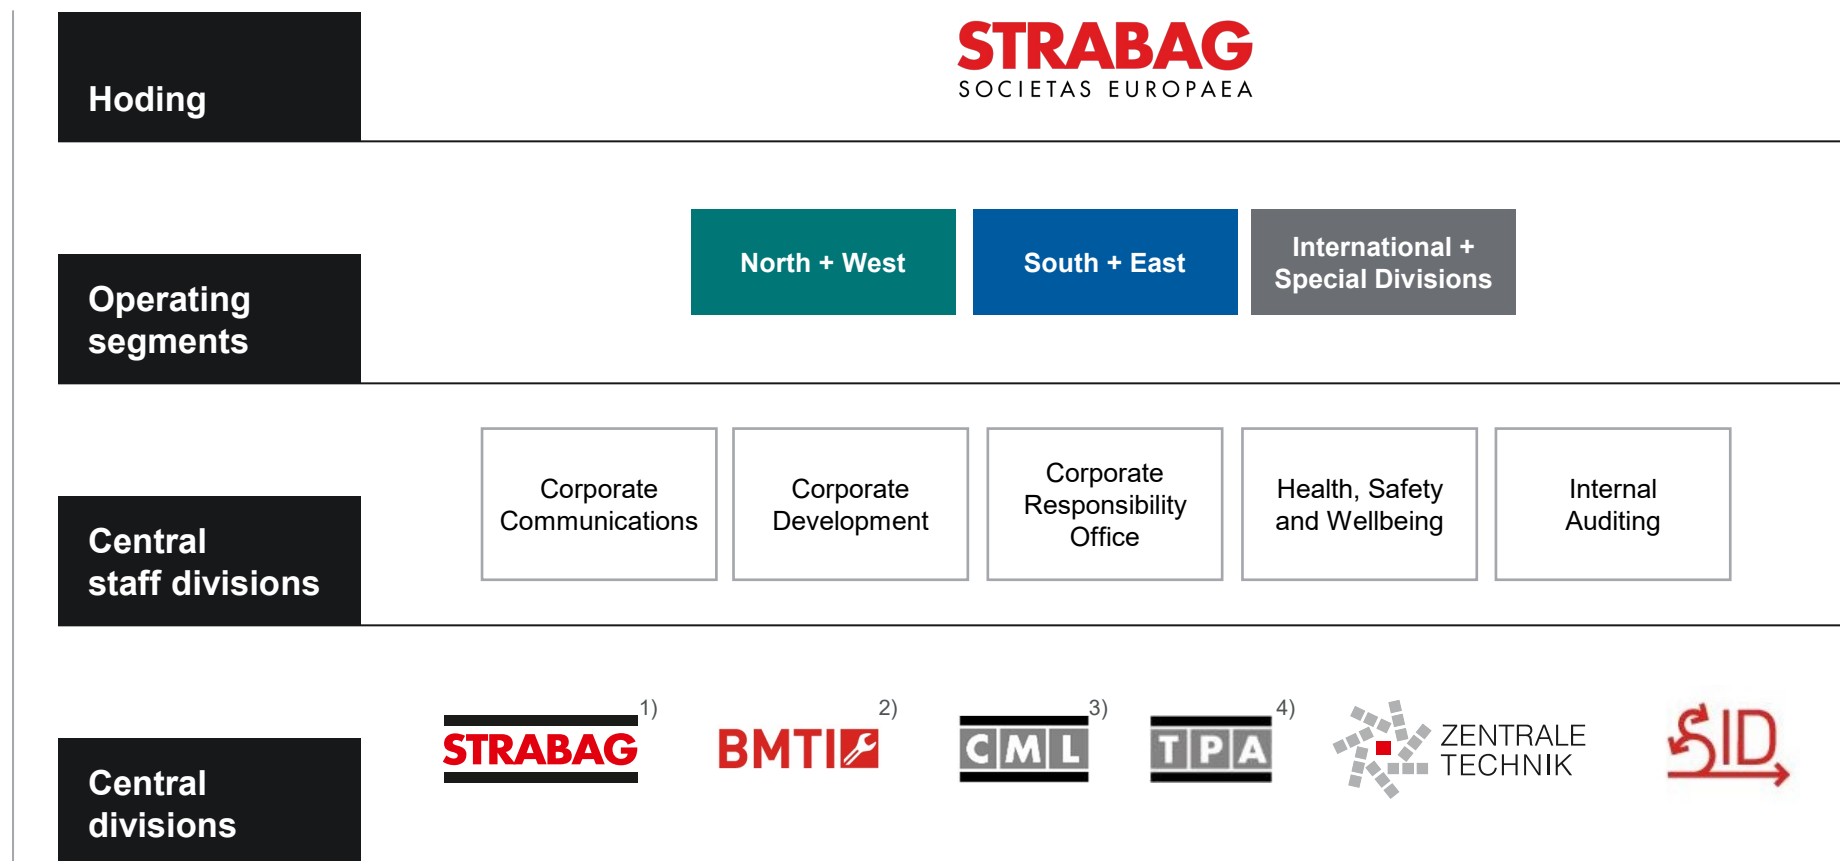 Hoding
STRABAG
SOCIETAS EUROPAEA
Operating
segments
North + West
South + East
International +
Special Divisions
Central
staff divisions
Corporate
Communications
Corporate
Development
Corporate
Responsibility
Office
Health, Safety
and Wellbeing
Internal
Auditing
Central
divisions
STRABAG 1)
BMTI 2)
CML 3)
TPA 4)
ZENTRALE
TECHNIK
SID